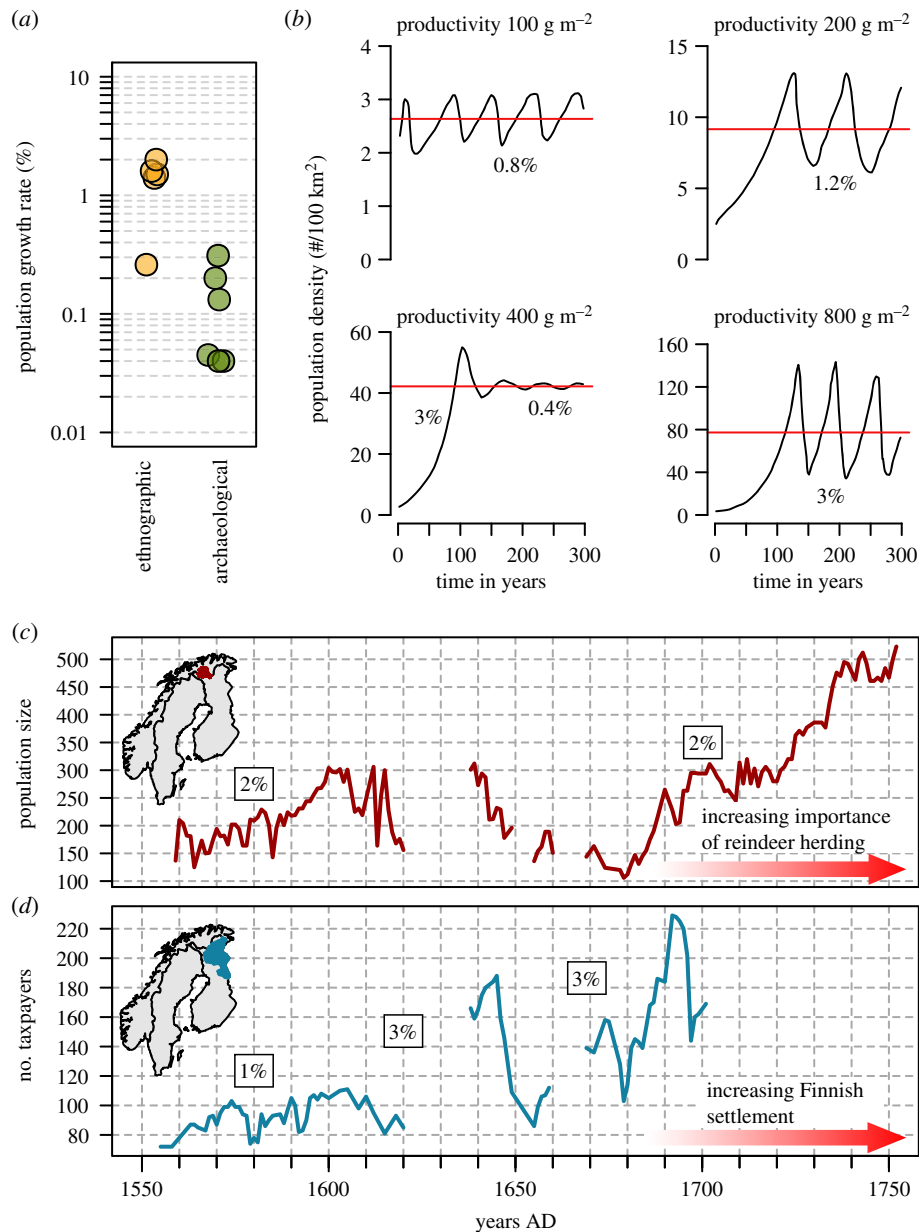 (a)
10
1
0.1
0.01
population growth rate (%)
ethnographic
archaeological
(b)
productivity 100 g m−2
4
3
2
1
0
0.8%
productivity 200 g m−2
15
10
5
0
1.2%
population density (#/100 km2)
productivity 400 g m−2
60
40
20
0
3%
0.4%
0 100 200 300
time in years
productivity 800 g m−2
160
120
80
40
0
3%
0 100 200 300
time in years
(c)
500
450
400
350
300
250
200
150
100
population size
2%
2%
increasing importance
of reindeer herding
(d)
220
200
180
160
140
120
100
80
no. taxpayers
1%
3%
3%
increasing Finnish
settlement
1550 1600 1650 1700 1750
years AD